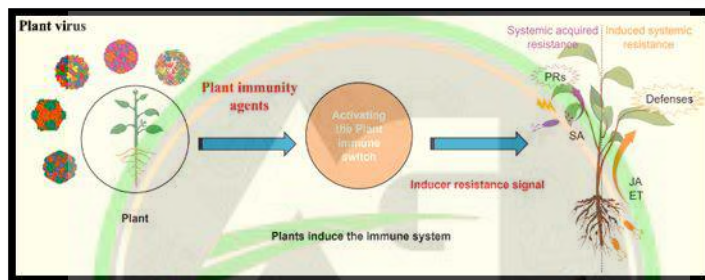 Plant virus
Plant immunity
agents
Plant
Activating
the Plant
immune
switch
Inducer resistance signal
Plants induce the immune system
Systemic acquired
resistance
Induced systemic
resistance
PRs
SA
Defenses
JA
ET